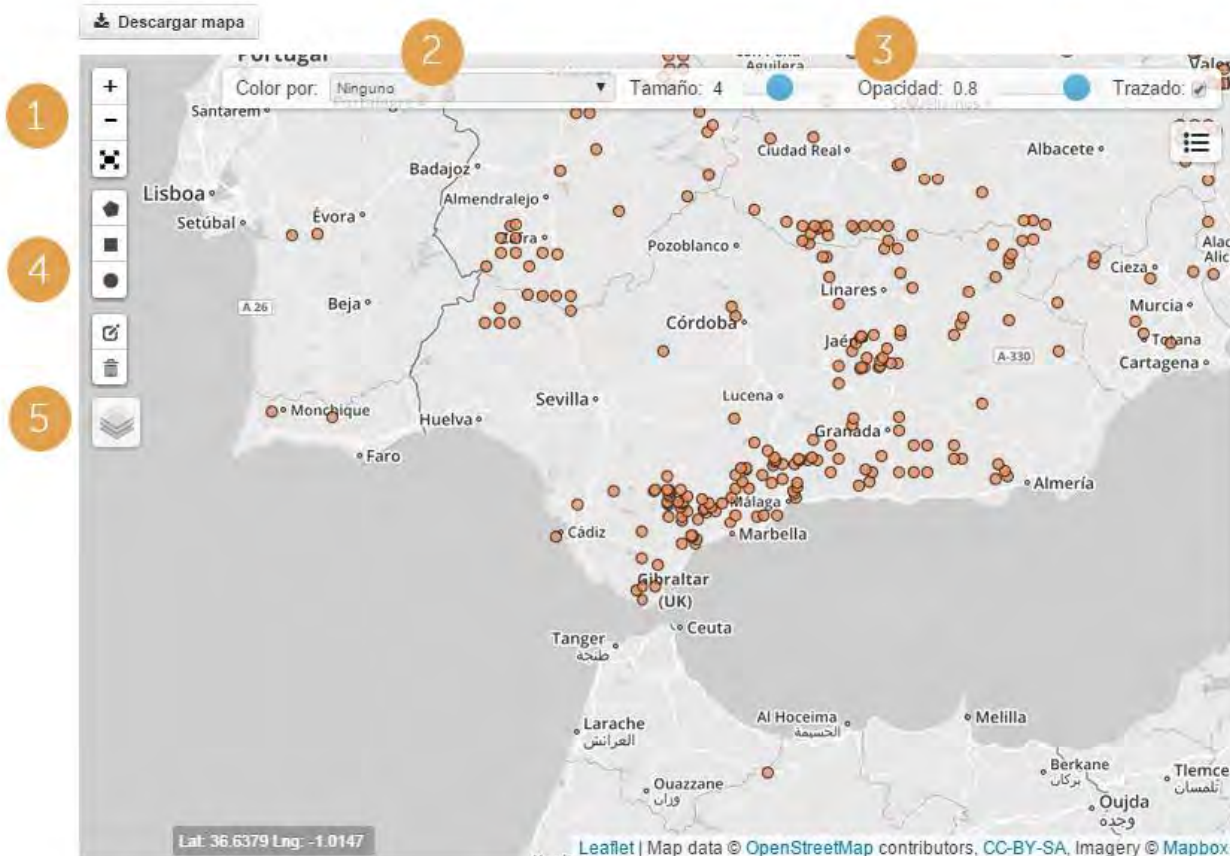 Descargar mapa
2
3
Portugal
Aguilera
1
Color por: Ninguno
Tamaño: 4
Opacidad: 0.8
Trazado:
Santarem
Ciudad Real
Albacete
Badajoz
Lisboa
Almendralejo
Setúbal
Évora
Zafra
Pozoblanco
4
Cieza
A 26
Beja
Linares
Murcia
Córdoba
Jaén
A-330
Totana
Cartagena
5
Monchique
Huelva
Sevilla
Lucena
Granada
Faro
Almería
Málaga
Cádiz
Marbella
Gibraltar
(UK)
Ceuta
Tanger
طنجة
Larache
العرائش
Al Hoceima
الحسيمة
Melilla
Berkane
بركان
Tlemce
تلمسان
Ouazzane
وزان
Oujda
وجدة
Lat: 36.6379 Lng: -1.0147
Leaflet | Map data © OpenStreetMap contributors, CC-BY-SA, Imagery © Mapbox